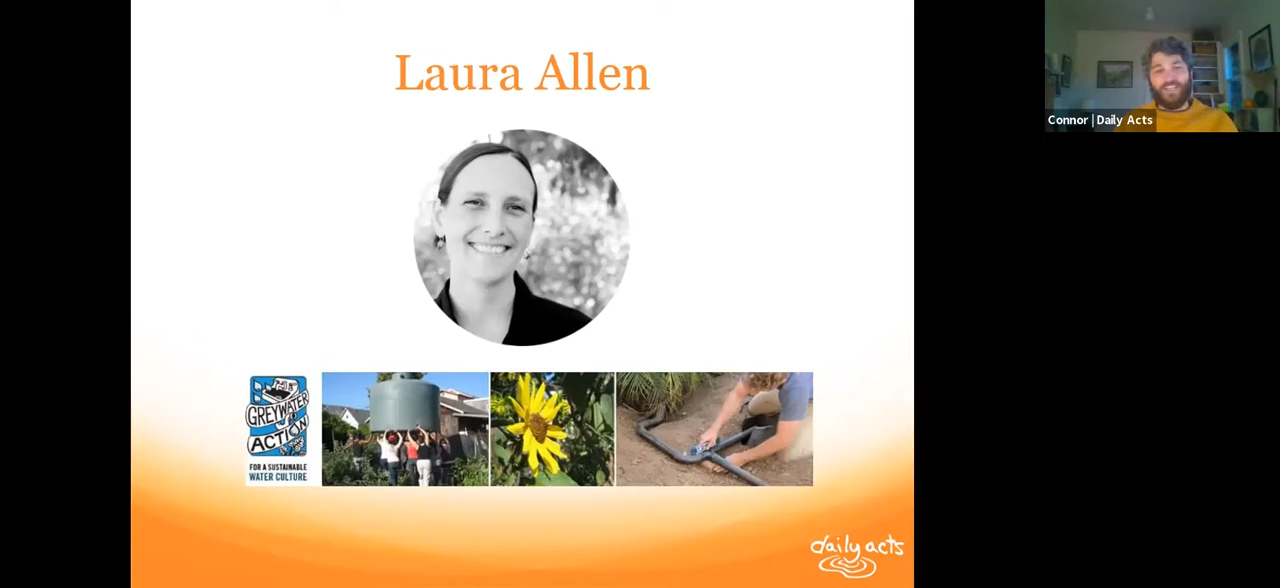 Laura Allen
Connor | Daily Acts
GREYWATER
ACTION
FOR A SUSTAINABLE
WATER CULTURE
daily acts